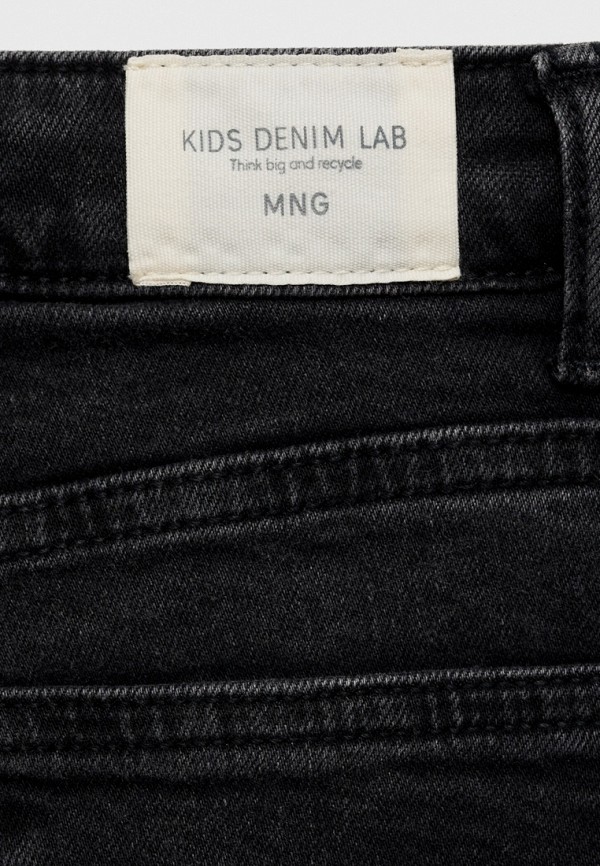 KIDS DENIM LAB
Think big and recycle
MNG